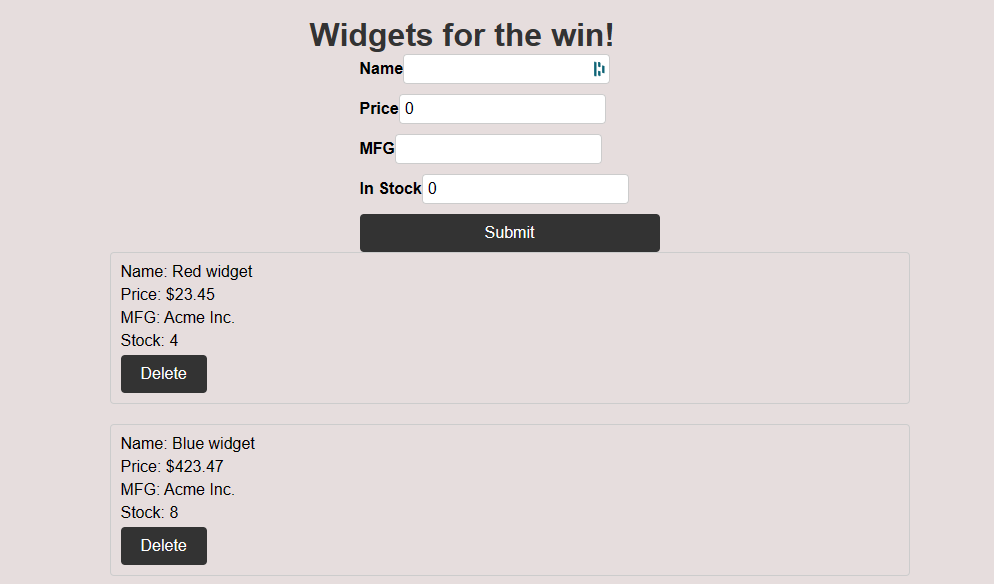 Widgets for the win!
Name
Price 0
MFG
In Stock 0
Submit
Name: Red widget
Price: $23.45
MFG: Acme Inc.
Stock: 4
Delete
Name: Blue widget
Price: $423.47
MFG: Acme Inc.
Stock: 8
Delete